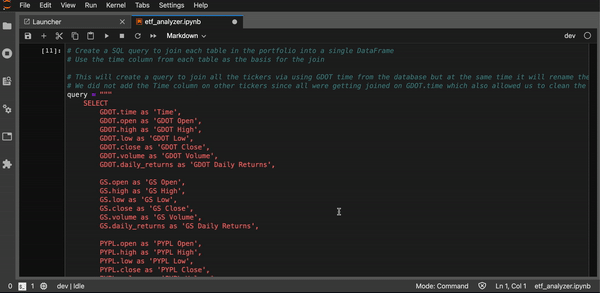 File Edit View Run Kernel Tabs Settings Help
Launcher
etf_analyzer.ipynb
Markdown
dev
[11]:
# Create a SQL query to join each table in the portfolio into a single DataFrame
# Use the time column from each table as the basis for the join
# This will create a query to join all the tickers via using GDOT time from the database but at the same time it will rename the
# We did not add the Time column on other tickers since all were getting joined on GDOT.time which also allowed us to clean the
query = """
SELECT
GDOT.time as 'Time',
GDOT.open as 'GDOT Open',
GDOT.high as 'GDOT High',
GDOT.low as 'GDOT Low',
GDOT.close as 'GDOT Close',
GDOT.volume as 'GDOT Volume',
GDOT.daily_returns as 'GDOT Daily Returns',
GS.open as 'GS Open',
GS.high as 'GS High',
GS.low as 'GS Low',
GS.close as 'GS Close',
GS.volume as 'GS Volume',
GS.daily_returns as 'GS Daily Returns',
PYPL.open as 'PYPL Open',
PYPL.high as 'PYPL High',
PYPL.low as 'PYPL Low',
PYPL.close as 'PYPL Close',
0 1 dev | Idle Mode: Command Ln 1, Col 1 etf_analyzer.ipynb